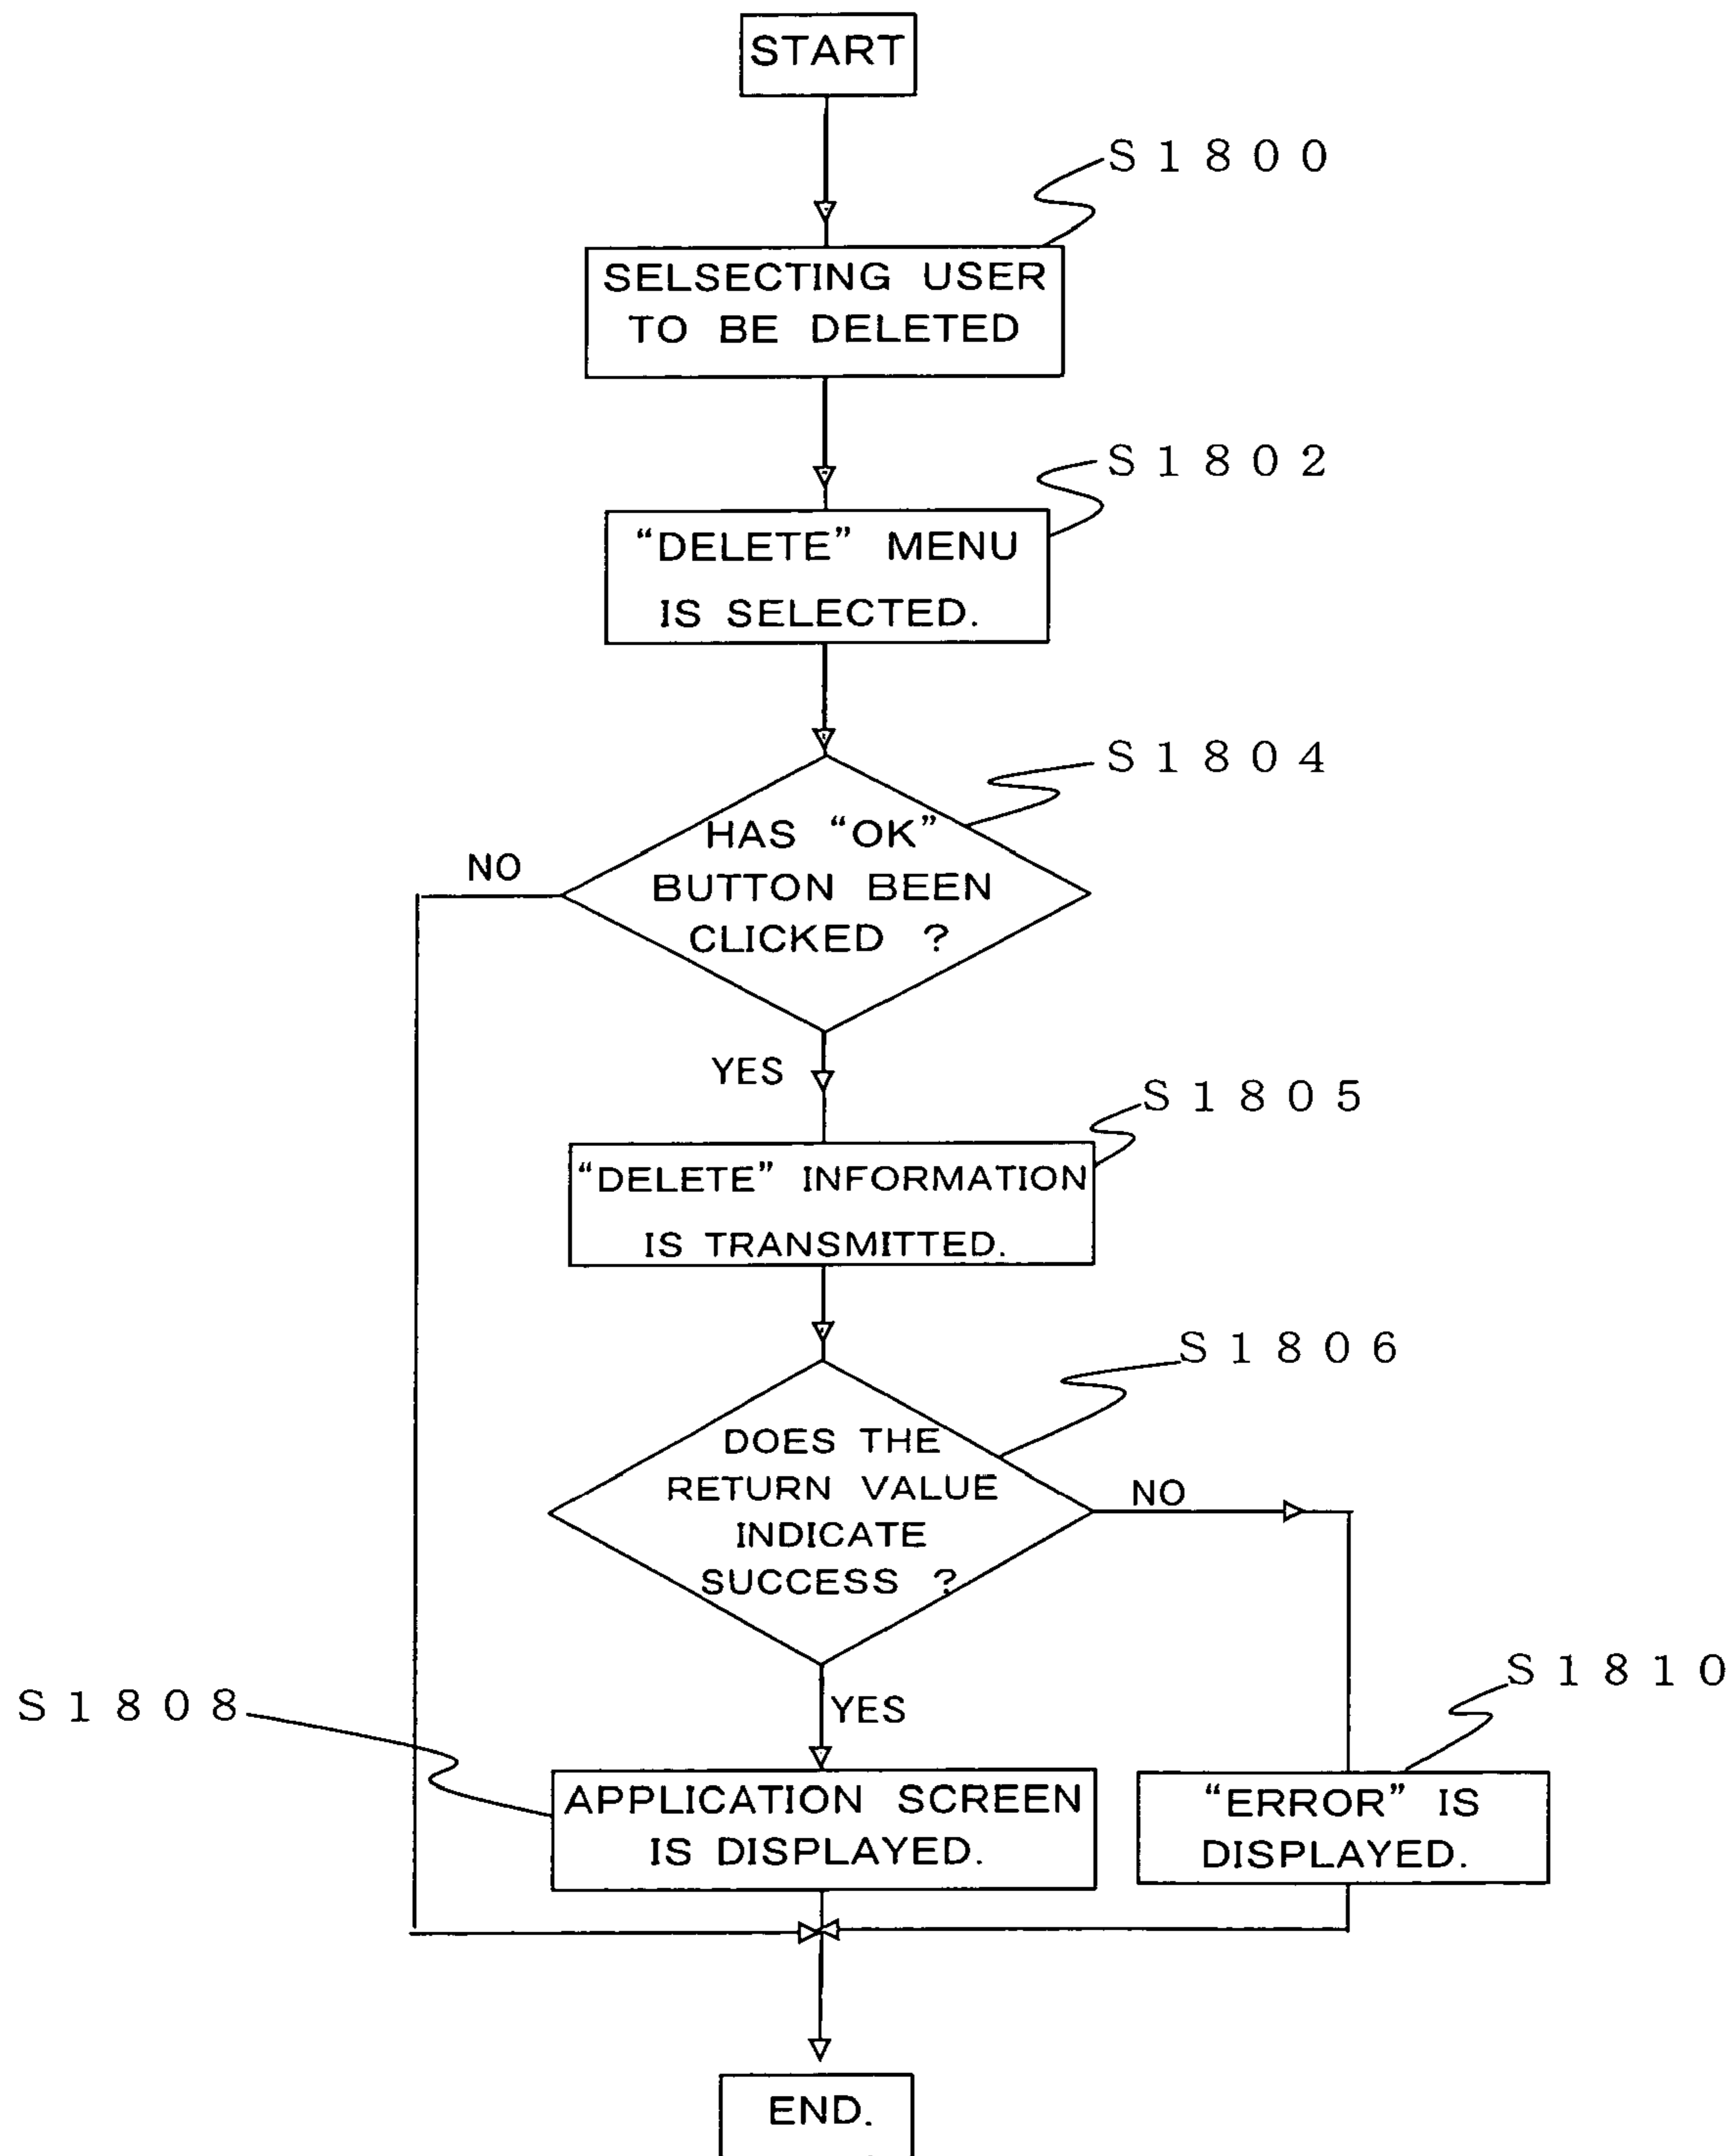 START
S1800
SELSECTING USER
TO BE DELETED
S1802
“DELETE” MENU
IS SELECTED.
S1804
HAS “OK”
BUTTON BEEN
CLICKED ?
NO
YES
S1805
“DELETE” INFORMATION
IS TRANSMITTED.
S1806
DOES THE
RETURN VALUE
INDICATE
SUCCESS ?
NO
YES
S1808
S1810
APPLICATION SCREEN
IS DISPLAYED.
“ERROR” IS
DISPLAYED.
END.